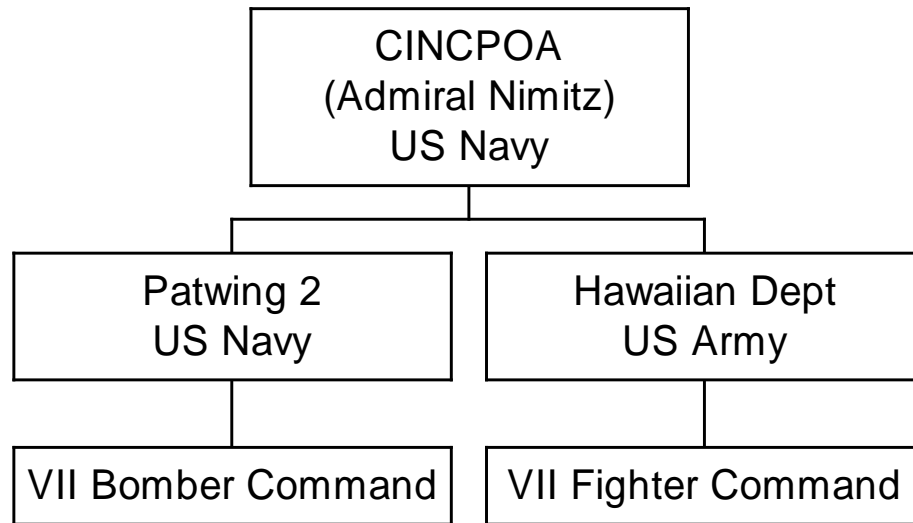 CINCPOA
(Admiral Nimitz)
US Navy
Patwing 2
US Navy
Hawaiian Dept
US Army
VII Bomber Command
VII Fighter Command